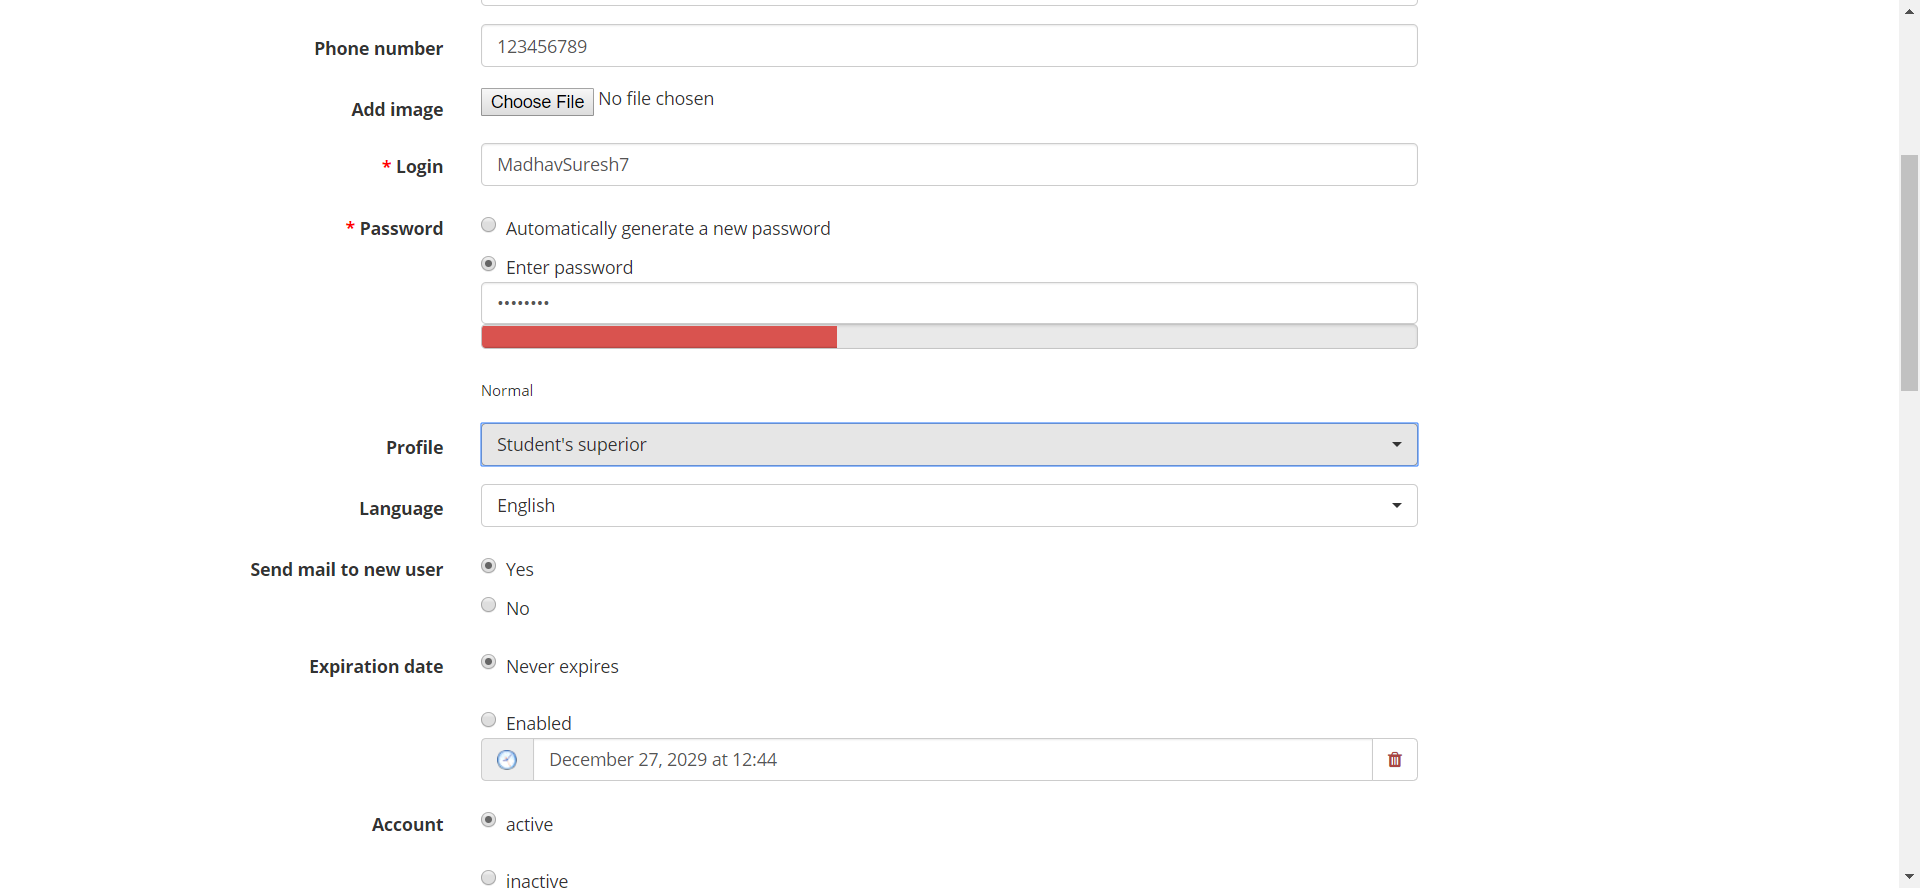 Phone number 123456789
Add image Choose File No file chosen
* Login MadhavSuresh7
* Password Automatically generate a new password
Enter password
••••••••
Normal
Profile Student's superior
Language English
Send mail to new user Yes
No
Expiration date Never expires
Enabled
December 27, 2029 at 12:44
Account active
inactive